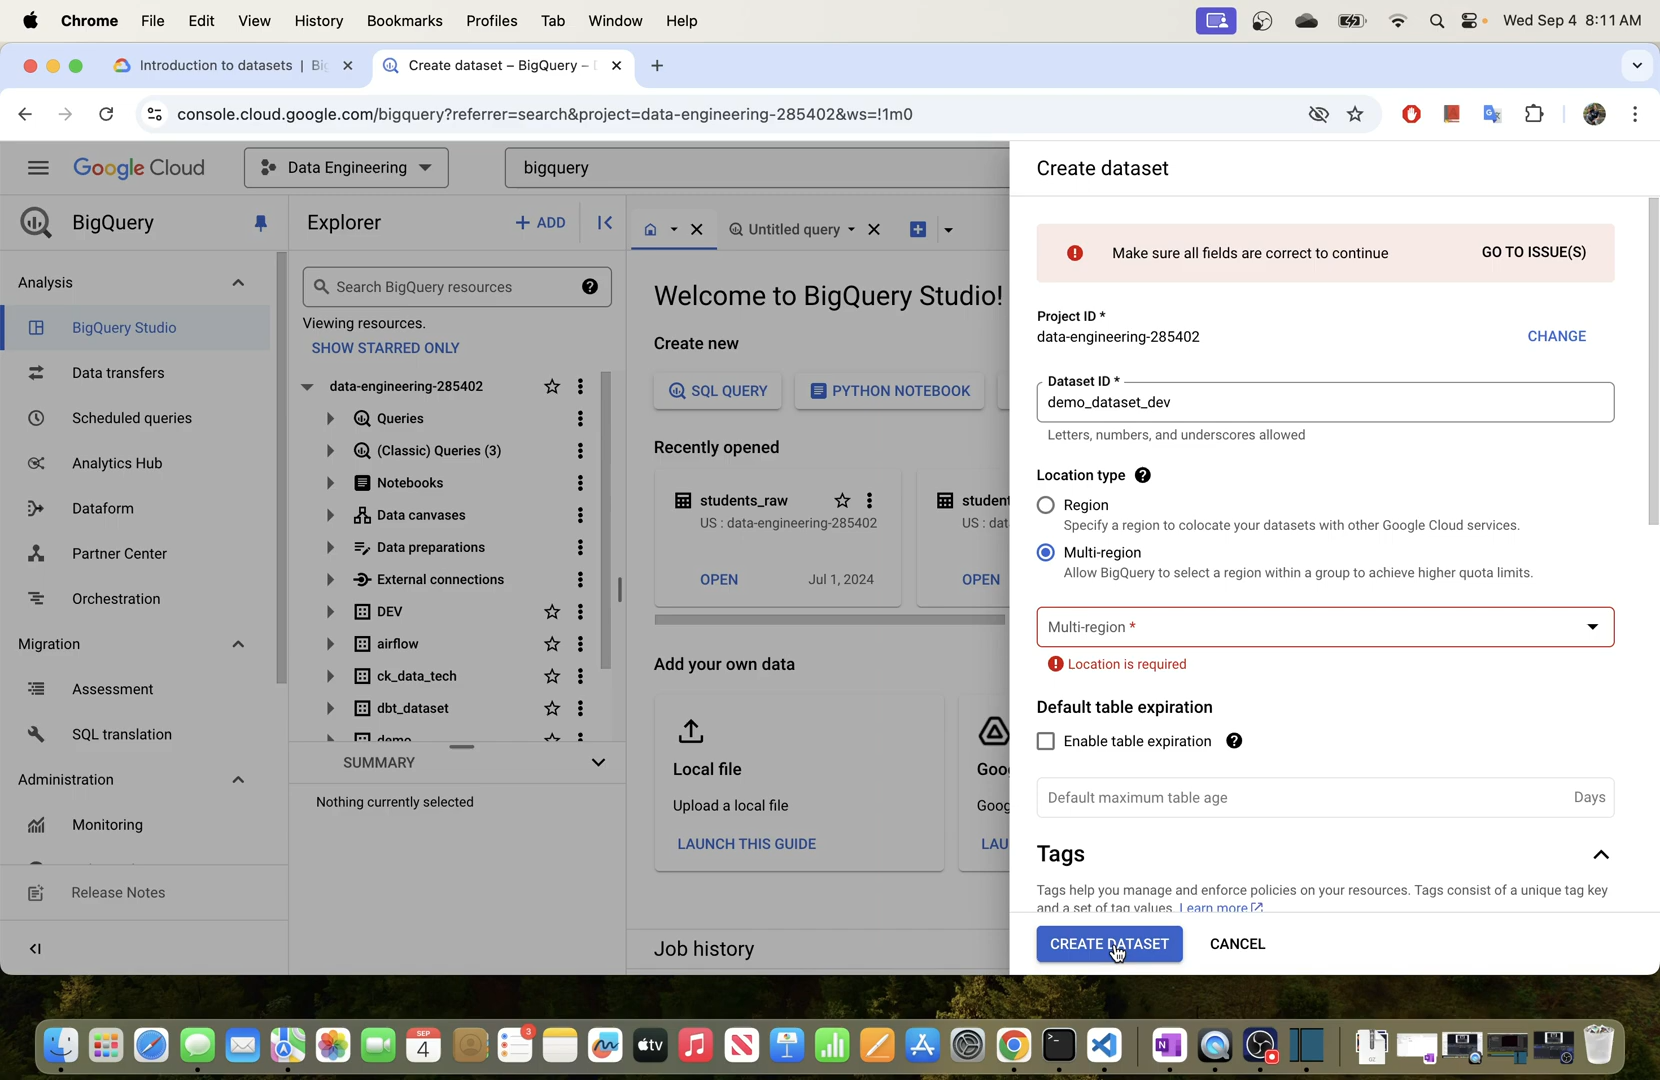 Chrome File Edit View History Bookmarks Profiles Tab Window Help Wed Sep 4 8:11 AM
Introduction to datasets | Create dataset – BigQuery –
console.cloud.google.com/bigquery?referrer=search&project=data-engineering-285402&ws=!1m0
Google Cloud Data Engineering bigquery
BigQuery
Analysis
BigQuery Studio
Data transfers
Scheduled queries
Analytics Hub
Dataform
Partner Center
Orchestration
Migration
Assessment
SQL translation
Administration
Monitoring
Release Notes
Explorer + ADD
Search BigQuery resources
Viewing resources.
SHOW STARRED ONLY
data-engineering-285402
Queries
(Classic) Queries (3)
Notebooks
Data canvases
Data preparations
External connections
DEV
airflow
ck_data_tech
dbt_dataset
demo
SUMMARY
Nothing currently selected
Untitled query
Welcome to BigQuery Studio!
Create new
SQL QUERY PYTHON NOTEBOOK
Recently opened
students_raw
US : data-engineering-285402
OPEN Jul 1, 2024
student
US : dat
OPEN
Add your own data
Local file
Upload a local file
LAUNCH THIS GUIDE
Goo
Goog
LAU
Job history
Create dataset
Make sure all fields are correct to continue GO TO ISSUE(S)
Project ID *
data-engineering-285402 CHANGE
Dataset ID *
demo_dataset_dev
Letters, numbers, and underscores allowed
Location type
Region
Specify a region to colocate your datasets with other Google Cloud services.
Multi-region
Allow BigQuery to select a region within a group to achieve higher quota limits.
Multi-region *
Location is required
Default table expiration
Enable table expiration
Default maximum table age Days
Tags
Tags help you manage and enforce policies on your resources. Tags consist of a unique tag key
and a set of tag values. Learn more
CREATE DATASET CANCEL
SEP
4
3
tv